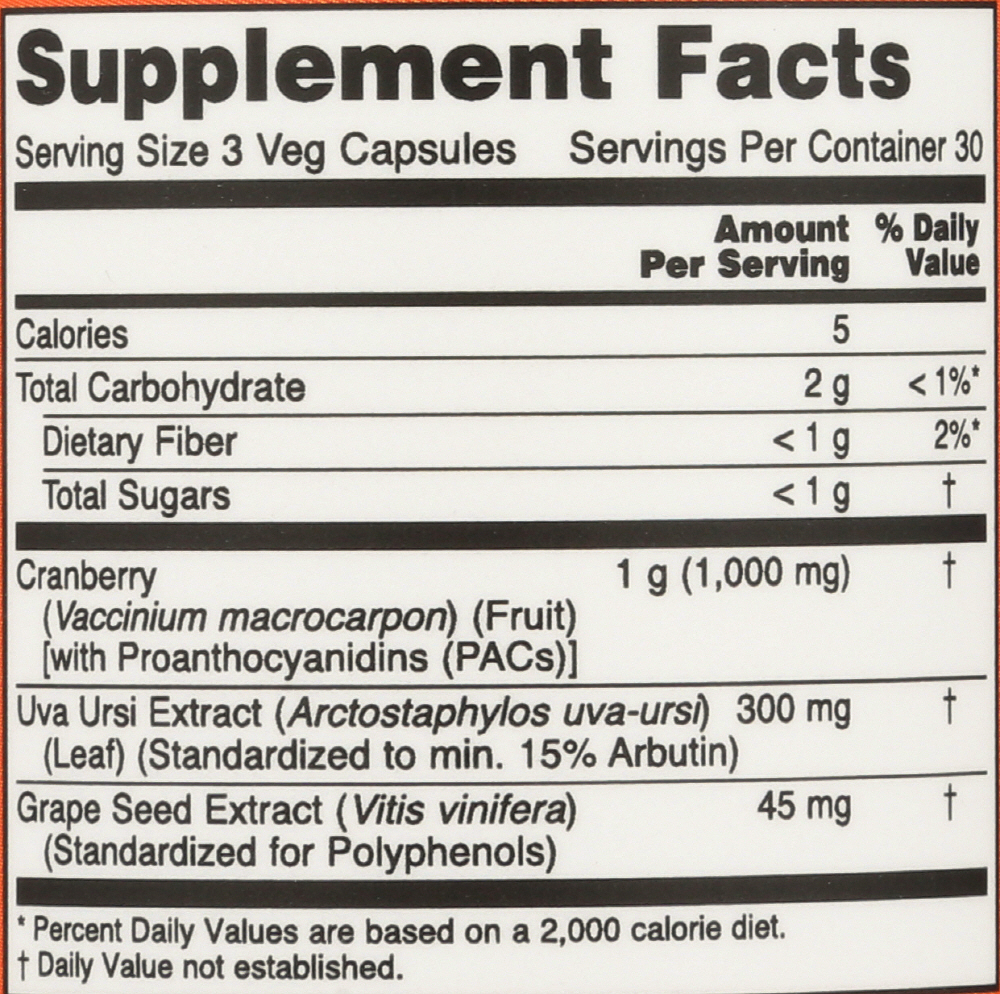 Supplement Facts
Serving Size 3 Veg Capsules Servings Per Container 30
Amount Per Serving % Daily Value
Calories 5
Total Carbohydrate 2 g < 1%*
Dietary Fiber < 1 g 2%*
Total Sugars < 1 g †
Cranberry 1 g (1,000 mg) †
(Vaccinium macrocarpon) (Fruit)
[with Proanthocyanidins (PACs)]
Uva Ursi Extract (Arctostaphylos uva-ursi) 300 mg †
(Leaf) (Standardized to min. 15% Arbutin)
Grape Seed Extract (Vitis vinifera) 45 mg †
(Standardized for Polyphenols)
* Percent Daily Values are based on a 2,000 calorie diet.
† Daily Value not established.